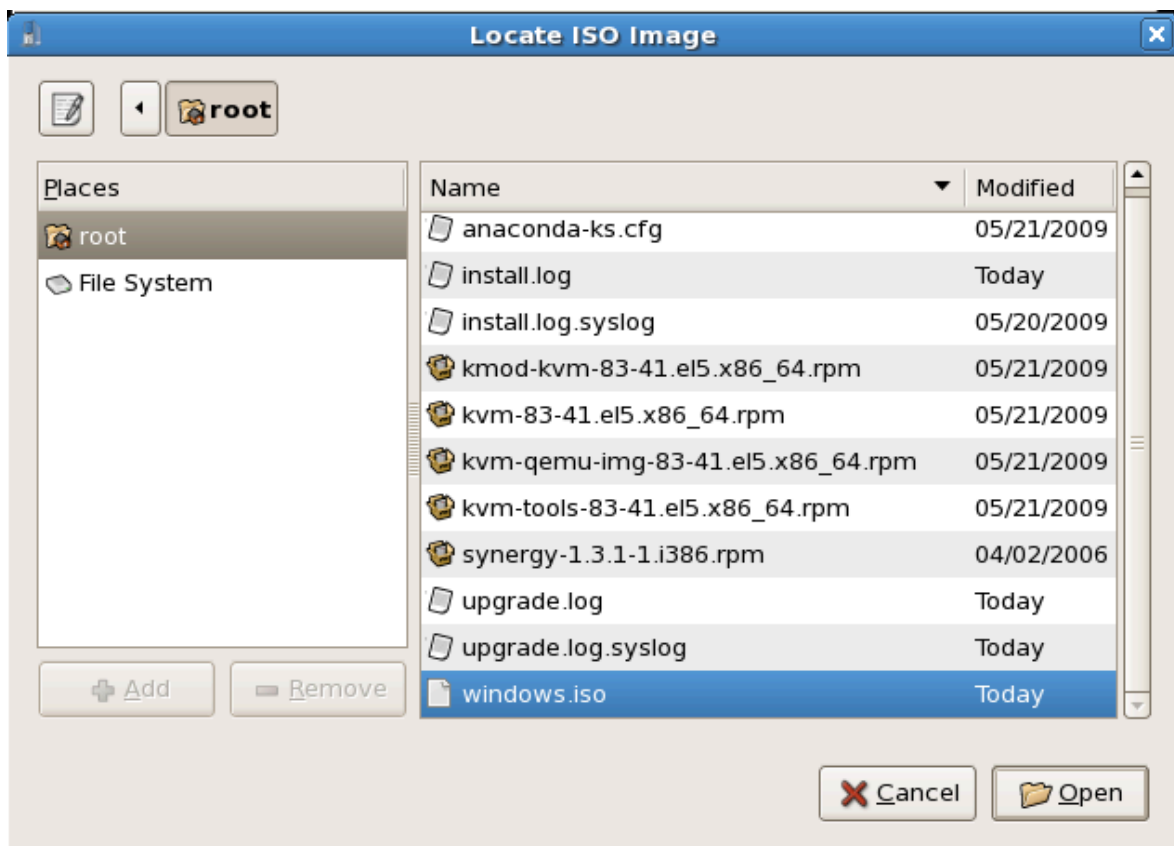 Locate ISO Image
root
Places
Name Modified
root
File System
anaconda-ks.cfg 05/21/2009
install.log Today
install.log.syslog 05/20/2009
kmod-kvm-83-41.el5.x86_64.rpm 05/21/2009
kvm-83-41.el5.x86_64.rpm 05/21/2009
kvm-qemu-img-83-41.el5.x86_64.rpm 05/21/2009
kvm-tools-83-41.el5.x86_64.rpm 05/21/2009
synergy-1.3.1-1.i386.rpm 04/02/2006
upgrade.log Today
upgrade.log.syslog Today
windows.iso Today
Add Remove
Cancel Open